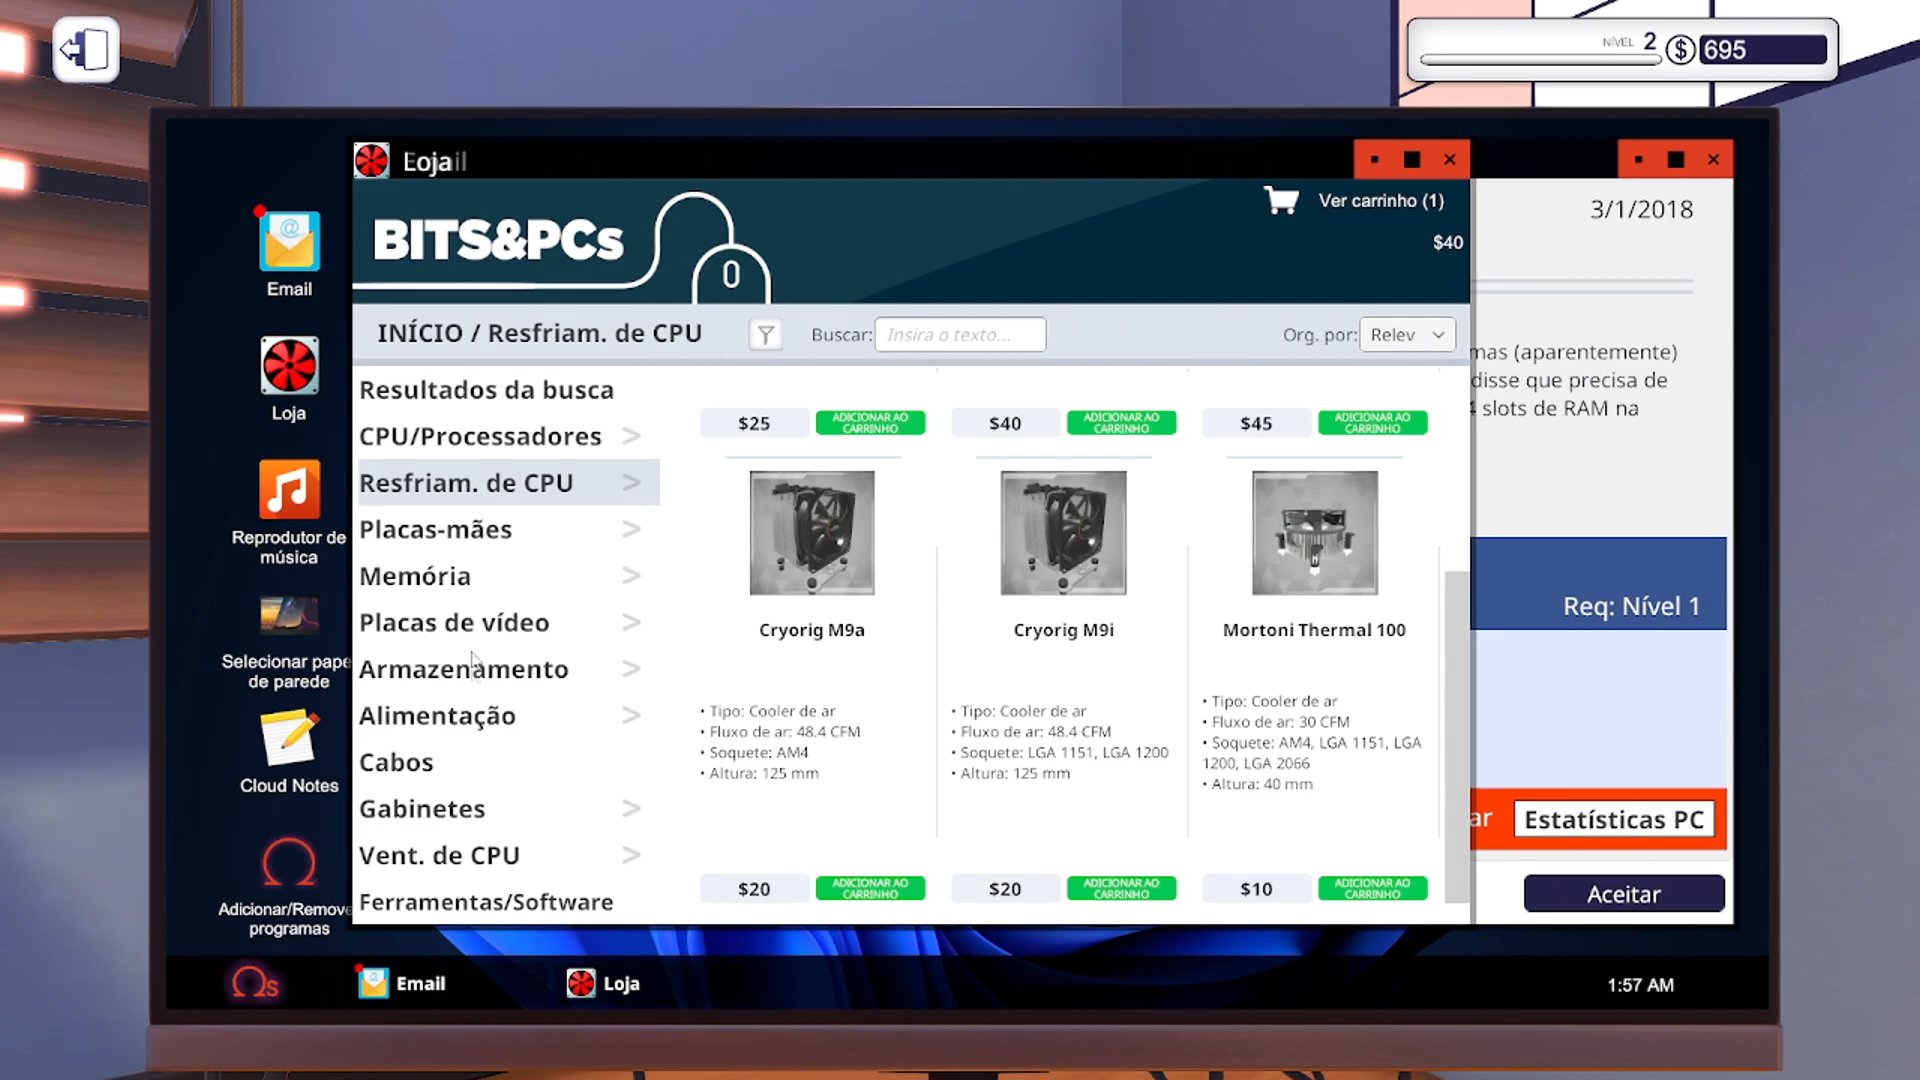 NÍVEL 2 $ 695
Loja
BITS&PCs
Ver carrinho (1)
$40
3/1/2018
INÍCIO / Resfriam. de CPU
Buscar: Insira o texto...
Org. por: Relev
Email
Loja
Reprodutor de
música
Selecionar pape
de parede
Cloud Notes
Adicionar/Remove
programas
Resultados da busca
CPU/Processadores >
Resfriam. de CPU >
Placas-mães >
Memória >
Placas de vídeo >
Armazenamento >
Alimentação >
Cabos
Gabinetes >
Vent. de CPU >
Ferramentas/Software
$25 ADICIONAR AO
CARRINHO
$40 ADICIONAR AO
CARRINHO
$45 ADICIONAR AO
CARRINHO
Cryorig M9a
• Tipo: Cooler de ar
• Fluxo de ar: 48.4 CFM
• Soquete: AM4
• Altura: 125 mm
$20 ADICIONAR AO
CARRINHO
Cryorig M9i
• Tipo: Cooler de ar
• Fluxo de ar: 48.4 CFM
• Soquete: LGA 1151, LGA 1200
• Altura: 125 mm
$20 ADICIONAR AO
CARRINHO
Mortoni Thermal 100
• Tipo: Cooler de ar
• Fluxo de ar: 30 CFM
• Soquete: AM4, LGA 1151, LGA
1200, LGA 2066
• Altura: 40 mm
$10 ADICIONAR AO
CARRINHO
mas (aparentemente)
disse que precisa de
4 slots de RAM na
Req: Nível 1
ar
Estatísticas PC
Aceitar
Ωs
Email
Loja
1:57 AM